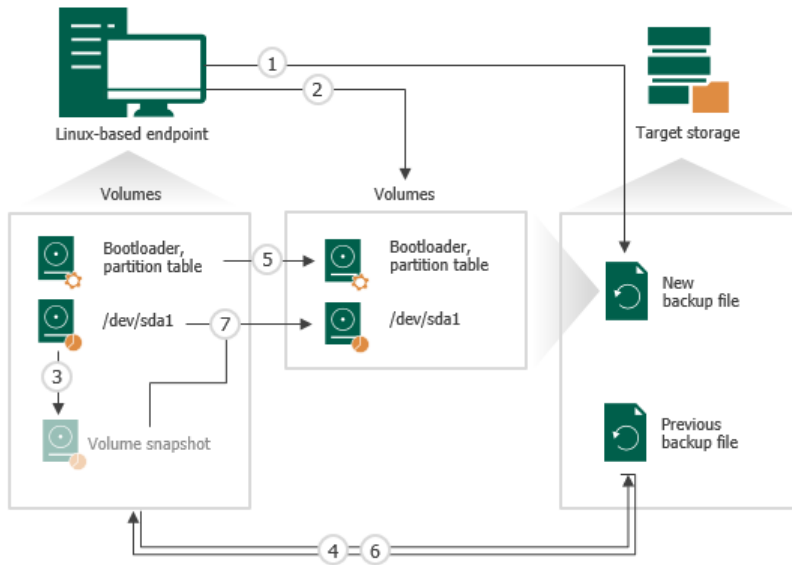 1
2
Linux-based endpoint
Target storage
Volumes
Volumes
Bootloader,
partition table
5
Bootloader,
partition table
New
backup file
/dev/sda1
7
/dev/sda1
3
Volume snapshot
Previous
backup file
4
6